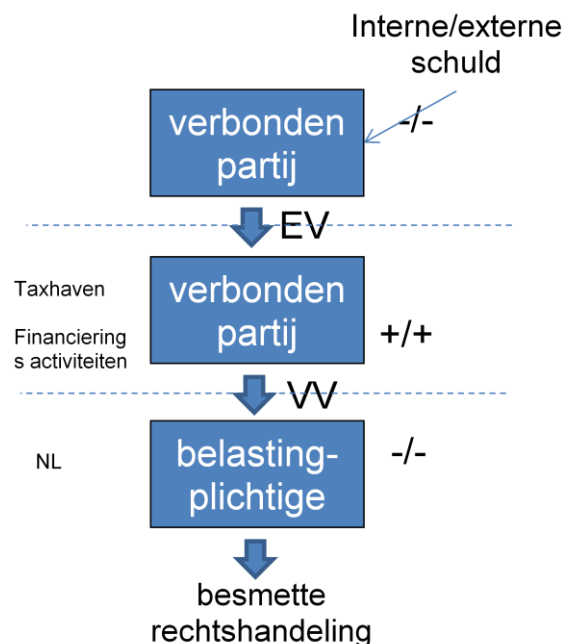 Interne/externe
schuld
verbonden
partij
-/-
EV
Taxhaven
Financiering
s activiteiten
verbonden
partij
+/+
VV
NL
belasting-
plichtige
-/-
besmette
rechtshandeling